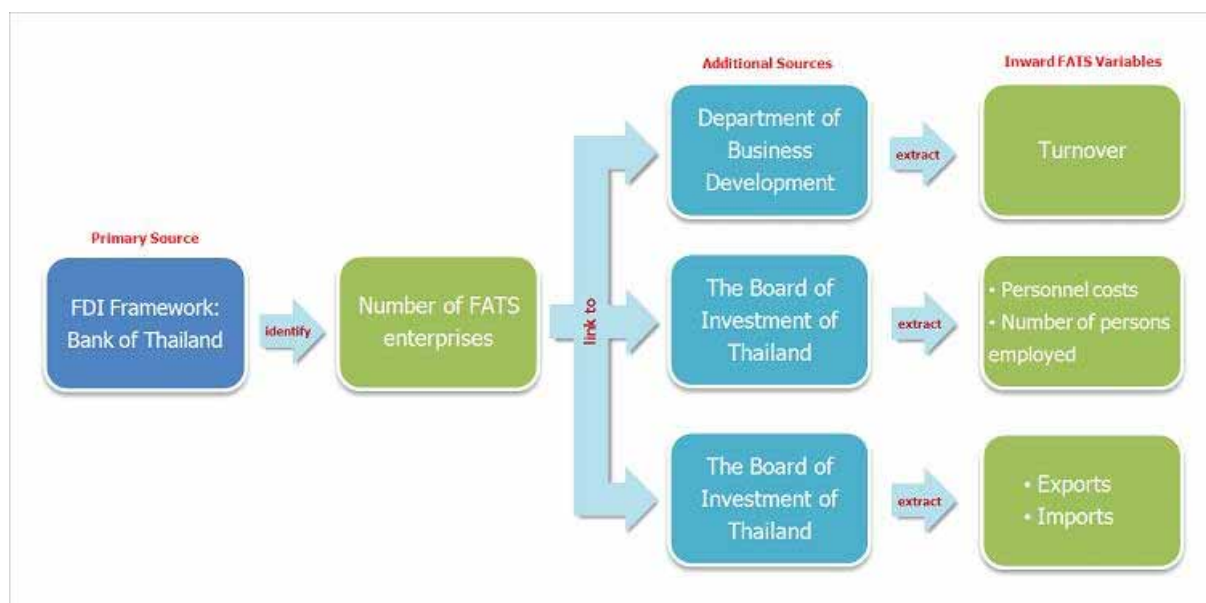 Primary Source
FDI Framework:
Bank of Thailand
identify
Number of FATS
enterprises
link to
Additional Sources
Department of
Business
Development
extract
Inward FATS Variables
Turnover
The Board of
Investment of
Thailand
extract
• Personnel costs
• Number of persons
employed
The Board of
Investment of
Thailand
extract
• Exports
• Imports